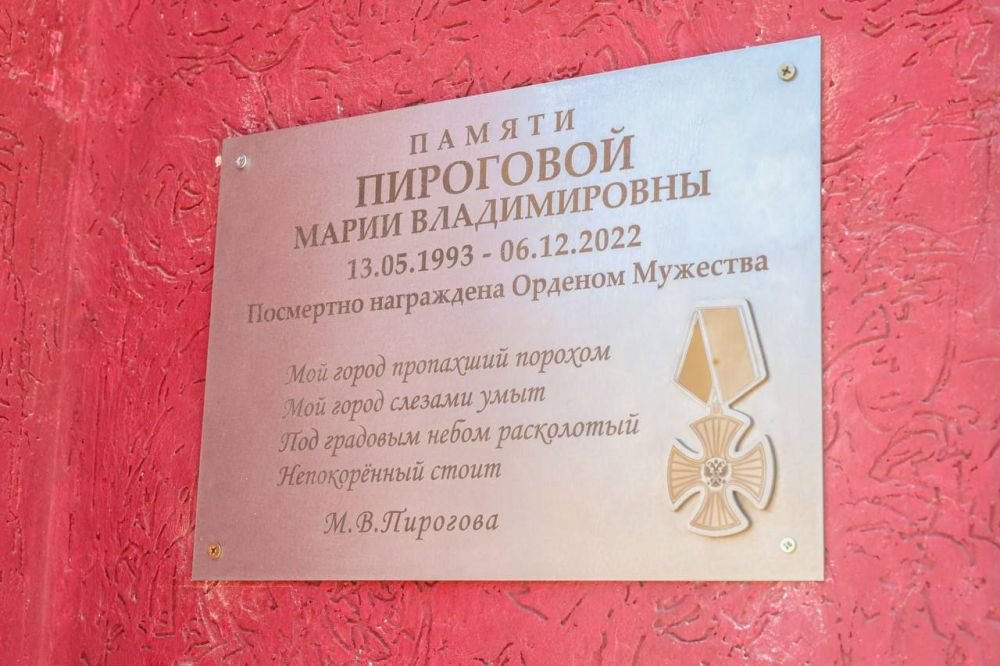 ПАМЯТИ
ПИРОГОВОЙ
МАРИИ ВЛАДИМИРОВНЫ
13.05.1993 - 06.12.2022
Посмертно награждена Орденом Мужества
Мой город пропахший порохом
Мой город слезами умыт
Под градовым небом расколотый
Непокорённый стоит
М.В.Пирогова